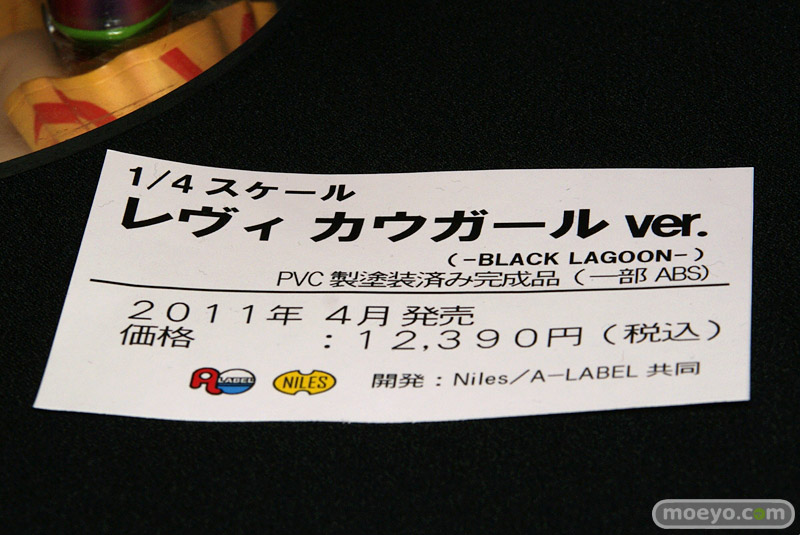 1/4 スケール
レヴィ カウガール ver.
(-BLACK LAGOON-)
PVC 製塗装済み完成品 (一部 ABS)
2011年 4月 発売
価格 : 12,390円 (税込)
A LABEL NILES 開発 : Niles/A-LABEL 共同
moeyo.com